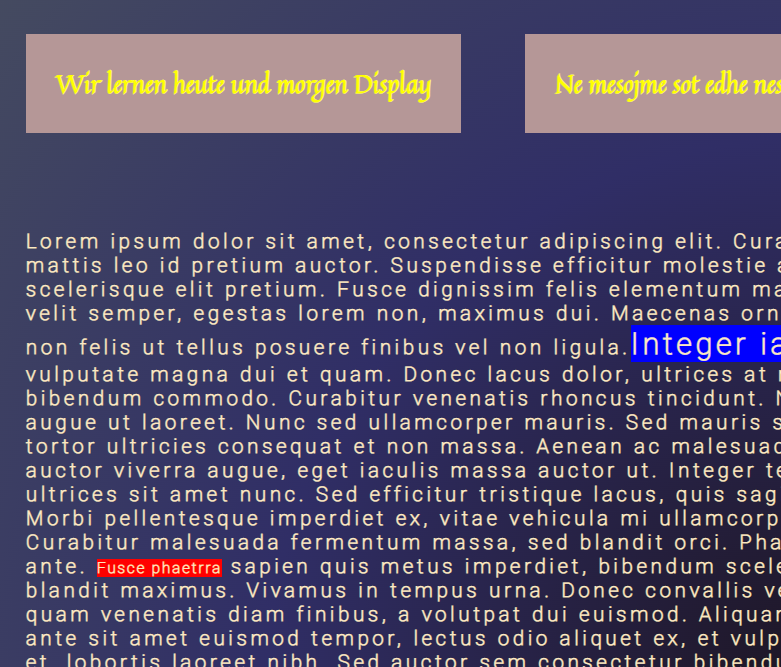 Wir lernen heute und morgen Display
Ne mesojme sot edhe nes
Lorem ipsum dolor sit amet, consectetur adipiscing elit. Cura
mattis leo id pretium auctor. Suspendisse efficitur molestie a
scelerisque elit pretium. Fusce dignissim felis elementum ma
velit semper, egestas lorem non, maximus dui. Maecenas orn
non felis ut tellus posuere finibus vel non ligula. Integer ia
vulputate magna dui et quam. Donec lacus dolor, ultrices at
bibendum commodo. Curabitur venenatis rhoncus tincidunt. N
augue ut laoreet. Nunc sed ullamcorper mauris. Sed mauris s
tortor ultricies consequat et non massa. Aenean ac malesuad
auctor viverra augue, eget iaculis massa auctor ut. Integer te
ultrices sit amet nunc. Sed efficitur tristique lacus, quis sag
Morbi pellentesque imperdiet ex, vitae vehicula mi ullamcorp
Curabitur malesuada fermentum massa, sed blandit orci. Pha
ante. Fusce phaetrra sapien quis metus imperdiet, bibendum scele
blandit maximus. Vivamus in tempus urna. Donec convallis ve
quam venenatis diam finibus, a volutpat dui euismod. Aliquam
ante sit amet euismod tempor, lectus odio aliquet ex, et vulp
et, lobortis laoreet nibh. Sed auctor sem consectetur bibend